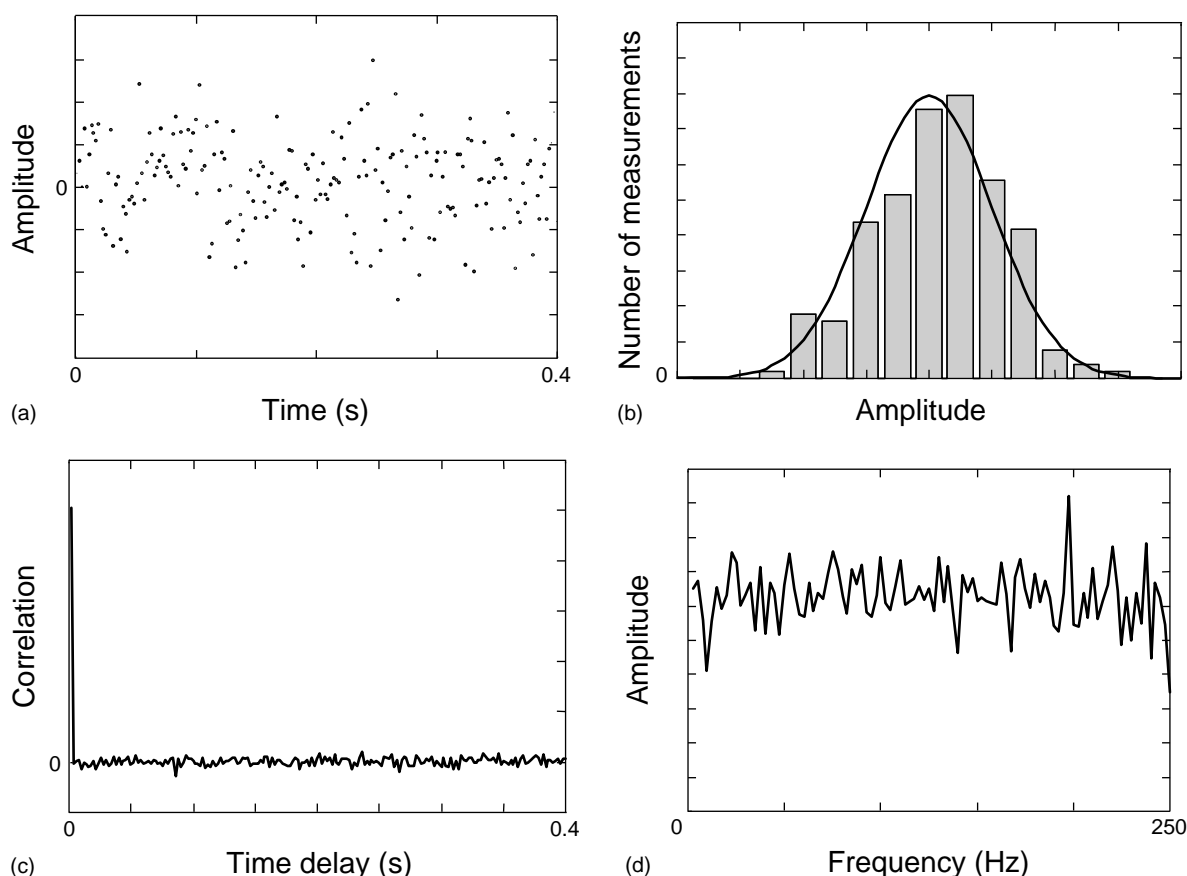 Amplitude
0
0
0.4
(a)
Time (s)
Number of measurements
0
(b)
Amplitude
Correlation
0
0
0.4
(c)
Time delay (s)
Amplitude
0
250
(d)
Frequency (Hz)